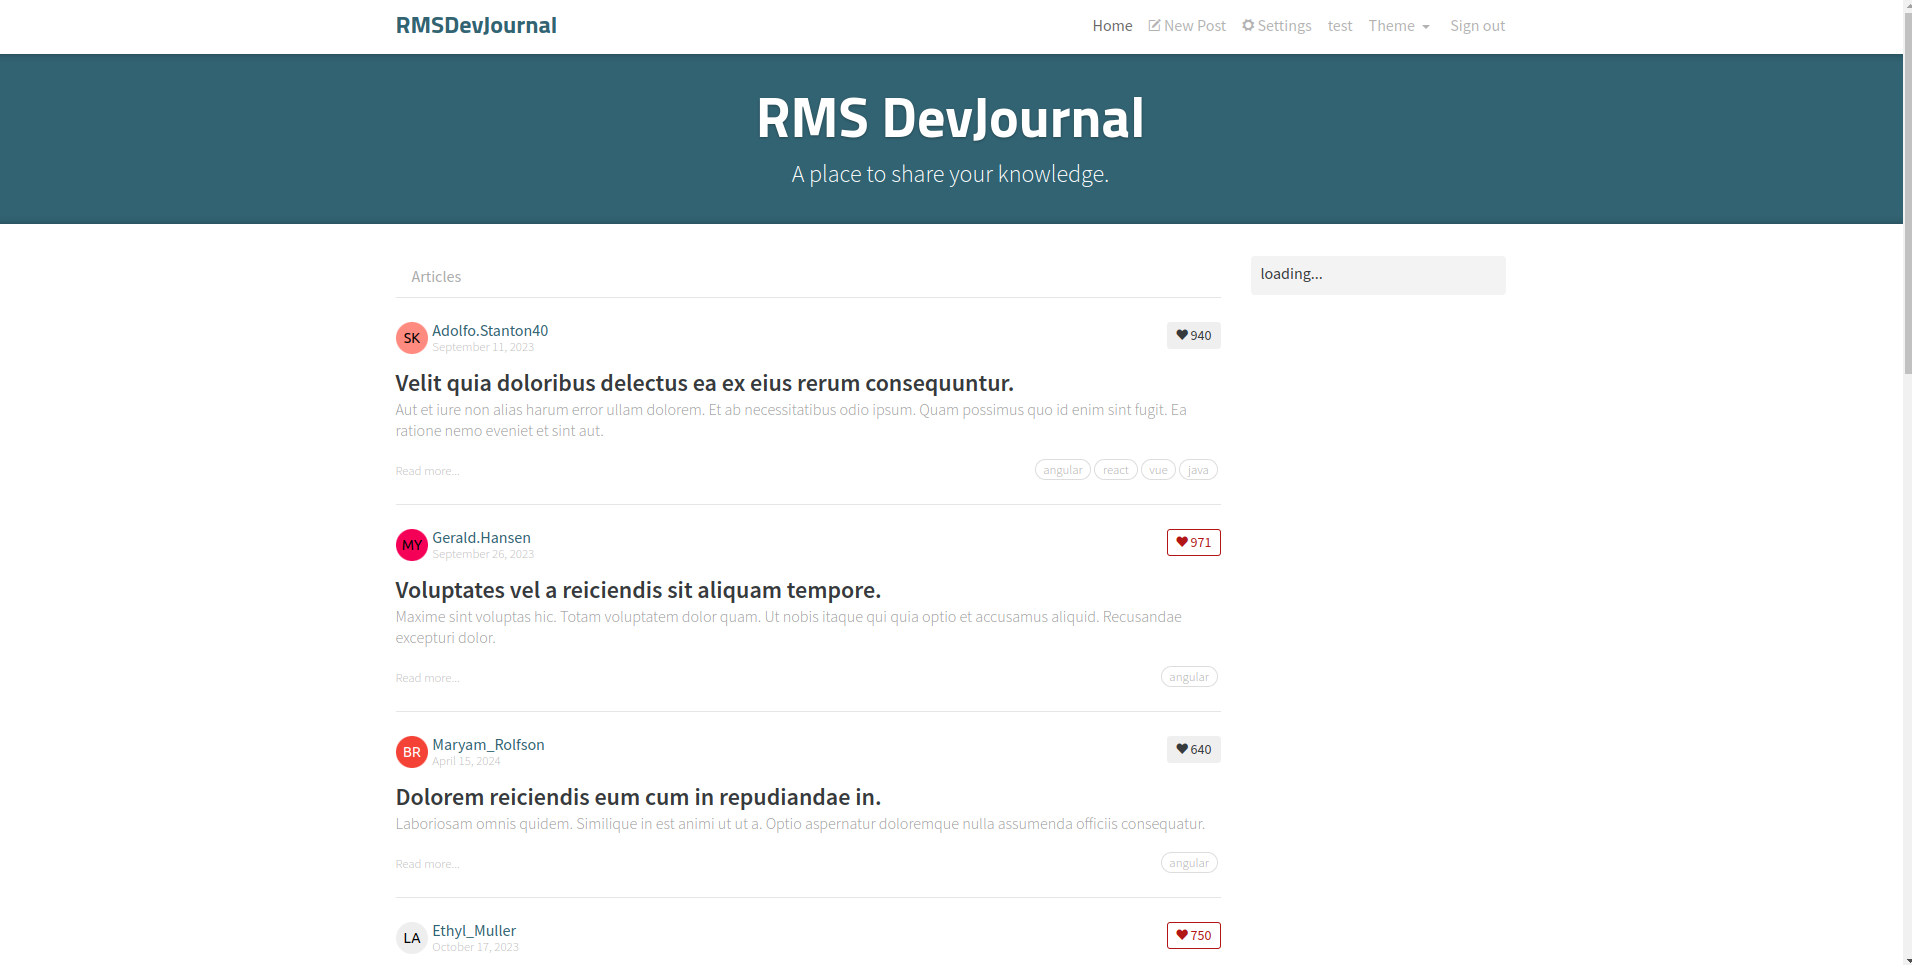 RMSDevJournal
Home New Post Settings test Theme Sign out
RMS DevJournal
A place to share your knowledge.
Articles
loading...
SK Adolfo.Stanton40 940
September 11, 2023
Velit quia doloribus delectus ea ex eius rerum consequuntur.
Aut et iure non alias harum error ullam dolorem. Et ab necessitatibus odio ipsum. Quam possimus quo id enim sint fugit. Ea
ratione nemo eveniet et sint aut.
Read more... angular react vue java
MY Gerald.Hansen 971
September 26, 2023
Voluptates vel a reiciendis sit aliquam tempore.
Maxime sint voluptas hic. Totam voluptatem dolor quam. Ut nobis itaque qui quia optio et accusamus aliquid. Recusandae
excepturi dolor.
Read more... angular
BR Maryam_Rolfson 640
April 15, 2024
Dolorem reiciendis eum cum in repudiandae in.
Laboriosam omnis quidem. Similique in est animi ut ut a. Optio aspernatur doloremque nulla assumenda officiis consequatur.
Read more... angular
LA Ethyl_Muller 750
October 17, 2023